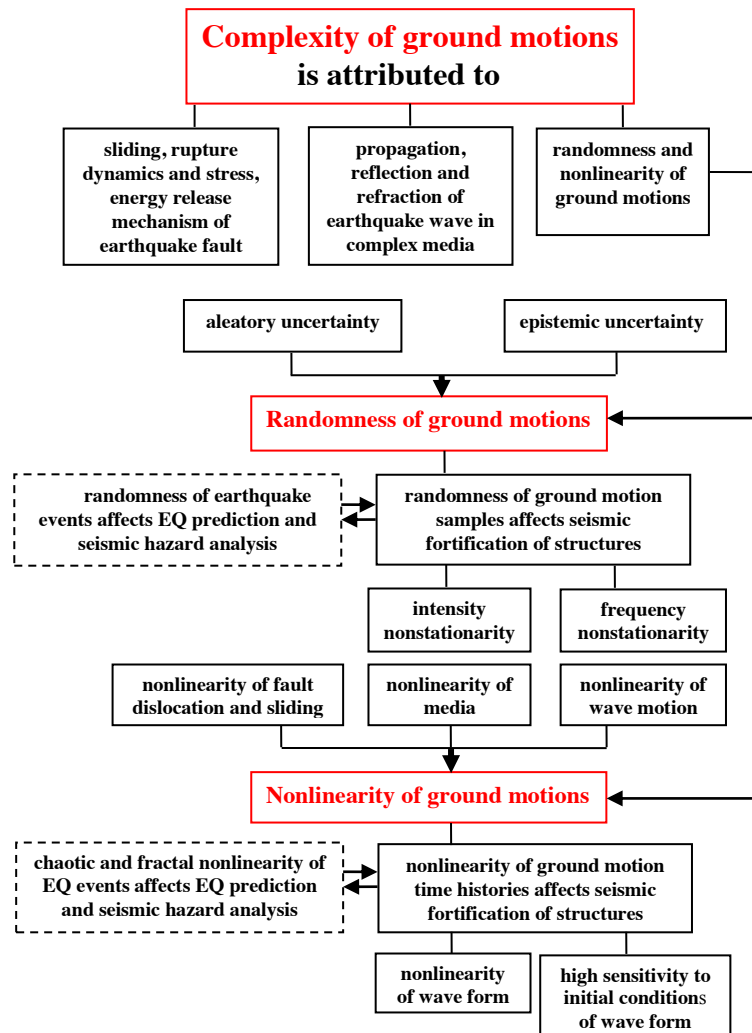 Complexity of ground motions
is attributed to
sliding, rupture
dynamics and stress,
energy release
mechanism of
earthquake fault
propagation,
reflection and
refraction of
earthquake wave in
complex media
randomness and
nonlinearity of
ground motions
aleatory uncertainty
epistemic uncertainty
Randomness of ground motions
randomness of earthquake
events affects EQ prediction and
seismic hazard analysis
randomness of ground motion
samples affects seismic
fortification of structures
intensity
nonstationarity
frequency
nonstationarity
nonlinearity of fault
dislocation and sliding
nonlinearity of
media
nonlinearity of
wave motion
Nonlinearity of ground motions
chaotic and fractal nonlinearity of
EQ events affects EQ prediction
and seismic hazard analysis
nonlinearity of ground motion
time histories affects seismic
fortification of structures
nonlinearity
of wave form
high sensitivity to
initial conditions
of wave form